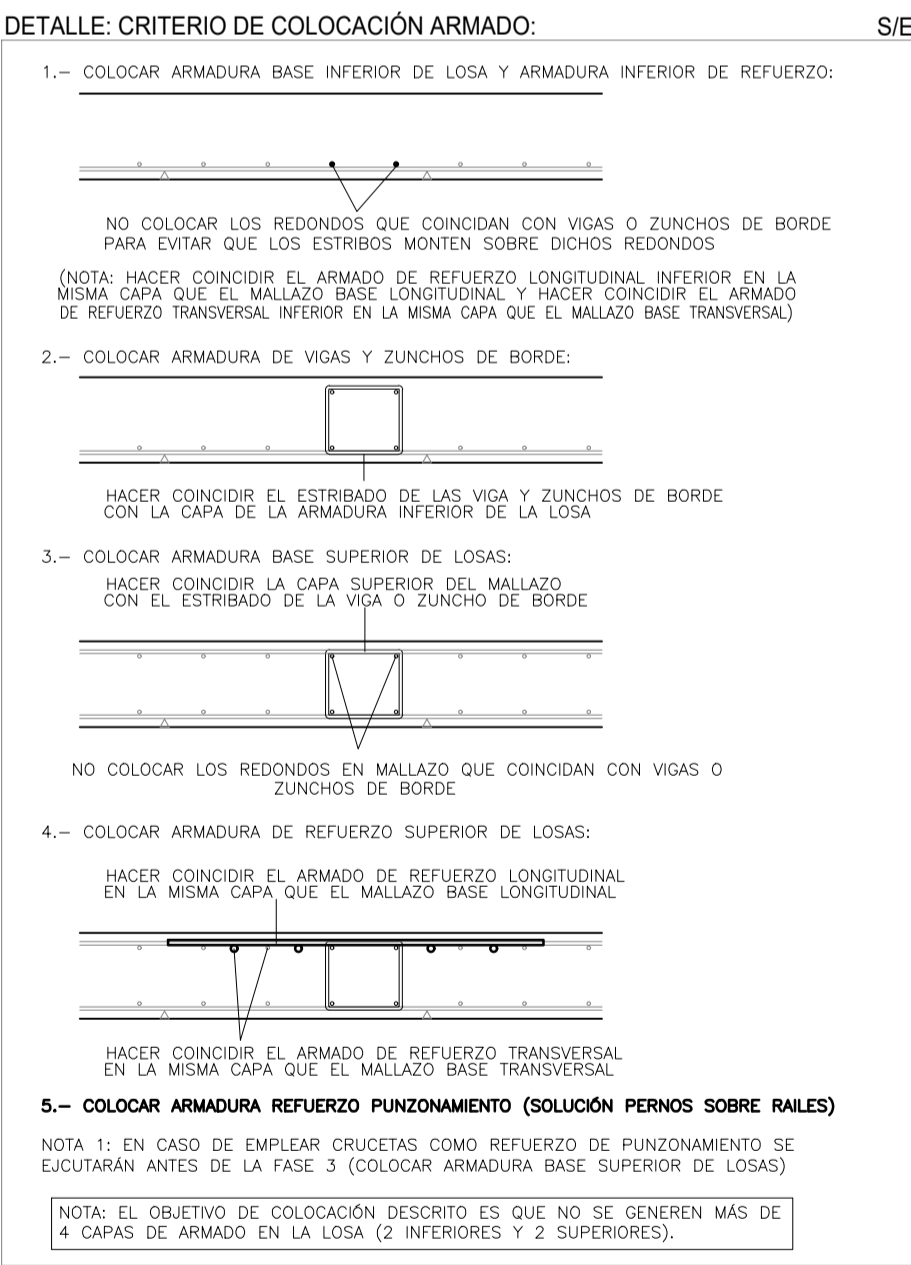 DETALLE: CRITERIO DE COLOCACIÓN ARMADO:
S/E
1.– COLOCAR ARMADURA BASE INFERIOR DE LOSA Y ARMADURA INFERIOR DE REFUERZO:
NO COLOCAR LOS REDONDOS QUE COINCIDAN CON VIGAS O ZUNCHOS DE BORDE
PARA EVITAR QUE LOS ESTRIBOS MONTEN SOBRE DICHOS REDONDOS
(NOTA: HACER COINCIDIR EL ARMADO DE REFUERZO LONGITUDINAL INFERIOR EN LA
MISMA CAPA QUE EL MALLAZO BASE LONGITUDINAL Y HACER COINCIDIR EL ARMADO
DE REFUERZO TRANSVERSAL INFERIOR EN LA MISMA CAPA QUE EL MALLAZO BASE TRANSVERSAL)
2.– COLOCAR ARMADURA DE VIGAS Y ZUNCHOS DE BORDE:
HACER COINCIDIR EL ESTRIBADO DE LAS VIGA Y ZUNCHOS DE BORDE
CON LA CAPA DE LA ARMADURA INFERIOR DE LA LOSA
3.– COLOCAR ARMADURA BASE SUPERIOR DE LOSAS:
HACER COINCIDIR LA CAPA SUPERIOR DEL MALLAZO
CON EL ESTRIBADO DE LA VIGA O ZUNCHO DE BORDE
NO COLOCAR LOS REDONDOS EN MALLAZO QUE COINCIDAN CON VIGAS O
ZUNCHOS DE BORDE
4.– COLOCAR ARMADURA DE REFUERZO SUPERIOR DE LOSAS:
HACER COINCIDIR EL ARMADO DE REFUERZO LONGITUDINAL
EN LA MISMA CAPA QUE EL MALLAZO BASE LONGITUDINAL
HACER COINCIDIR EL ARMADO DE REFUERZO TRANSVERSAL
EN LA MISMA CAPA QUE EL MALLAZO BASE TRANSVERSAL
5.– COLOCAR ARMADURA REFUERZO PUNZONAMIENTO (SOLUCIÓN PERNOS SOBRE RAILES)
NOTA 1: EN CASO DE EMPLEAR CRUCETAS COMO REFUERZO DE PUNZONAMIENTO SE
EJCUTARÁN ANTES DE LA FASE 3 (COLOCAR ARMADURA BASE SUPERIOR DE LOSAS)
NOTA: EL OBJETIVO DE COLOCACIÓN DESCRITO ES QUE NO SE GENEREN MÁS DE
4 CAPAS DE ARMADO EN LA LOSA (2 INFERIORES Y 2 SUPERIORES).